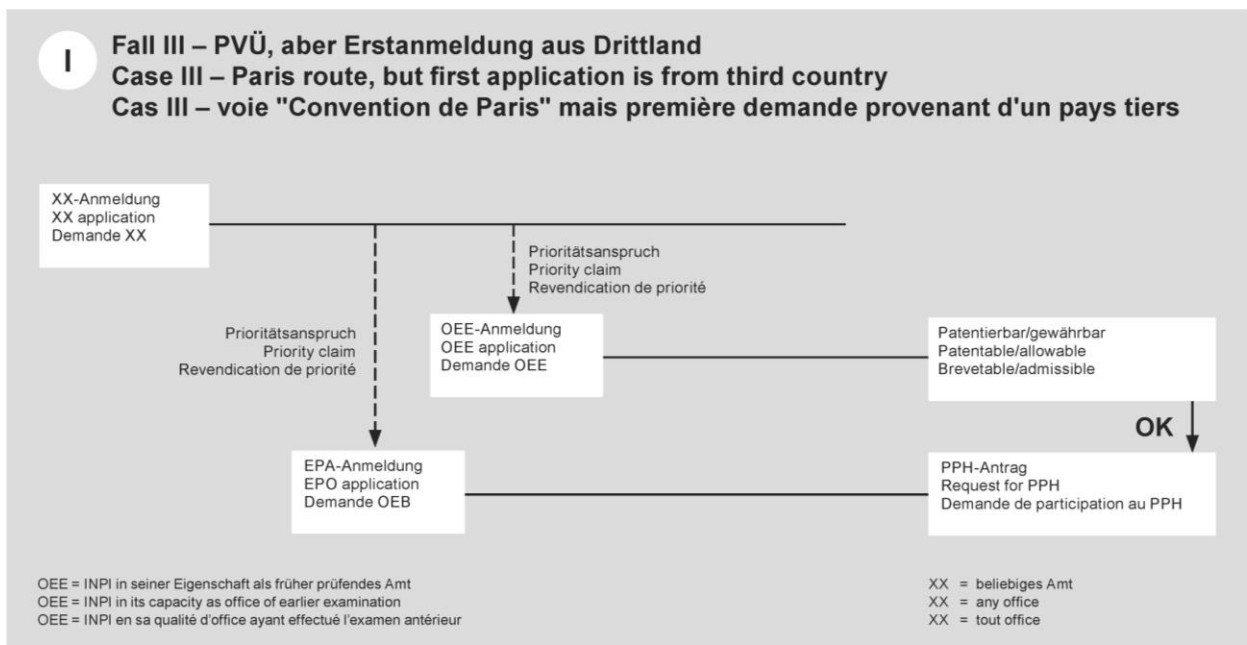 I
Fall III – PVÜ, aber Erstanmeldung aus Drittland
Case III – Paris route, but first application is from third country
Cas III – voie "Convention de Paris" mais première demande provenant d'un pays tiers
XX-Anmeldung
XX application
Demande XX
Prioritätsanspruch
Priority claim
Revendication de priorité
Prioritätsanspruch
Priority claim
Revendication de priorité
OEE-Anmeldung
OEE application
Demande OEE
Patentierbar/gewährbar
Patentable/allowable
Brevetable/admissible
OK
EPA-Anmeldung
EPO application
Demande OEB
PPH-Antrag
Request for PPH
Demande de participation au PPH
OEE = INPI in seiner Eigenschaft als früher prüfendes Amt
OEE = INPI in its capacity as office of earlier examination
OEE = INPI en sa qualité d'office ayant effectué l'examen antérieur
XX = beliebiges Amt
XX = any office
XX = tout office